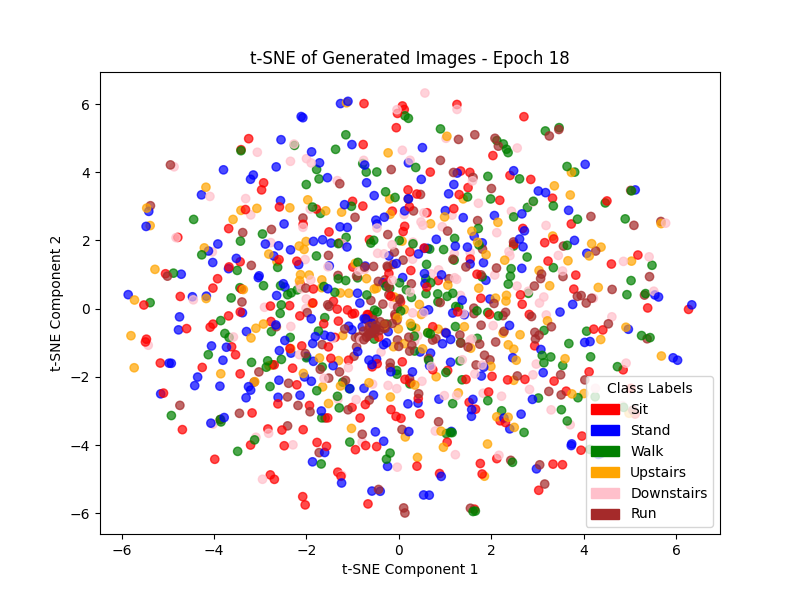 t-SNE of Generated Images - Epoch 18
t-SNE Component 2
6
4
2
0
−2
−4
−6
−6
−4
−2
0
2
4
6
t-SNE Component 1
Class Labels
Sit
Stand
Walk
Upstairs
Downstairs
Run